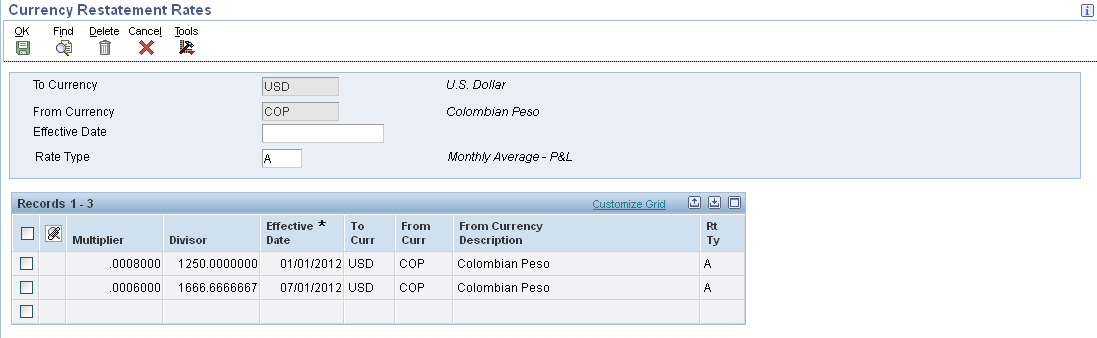 Currency Restatement Rates
OK Find Delete Cancel Tools
To Currency USD U.S. Dollar
From Currency COP Colombian Peso
Effective Date
Rate Type A Monthly Average - P&L
Records 1 - 3 Customize Grid
Multiplier Divisor Effective * Date To Curr From Curr From Currency Description Rt Ty
.0008000 1250.0000000 01/01/2012 USD COP Colombian Peso A
.0006000 1666.6666667 07/01/2012 USD COP Colombian Peso A